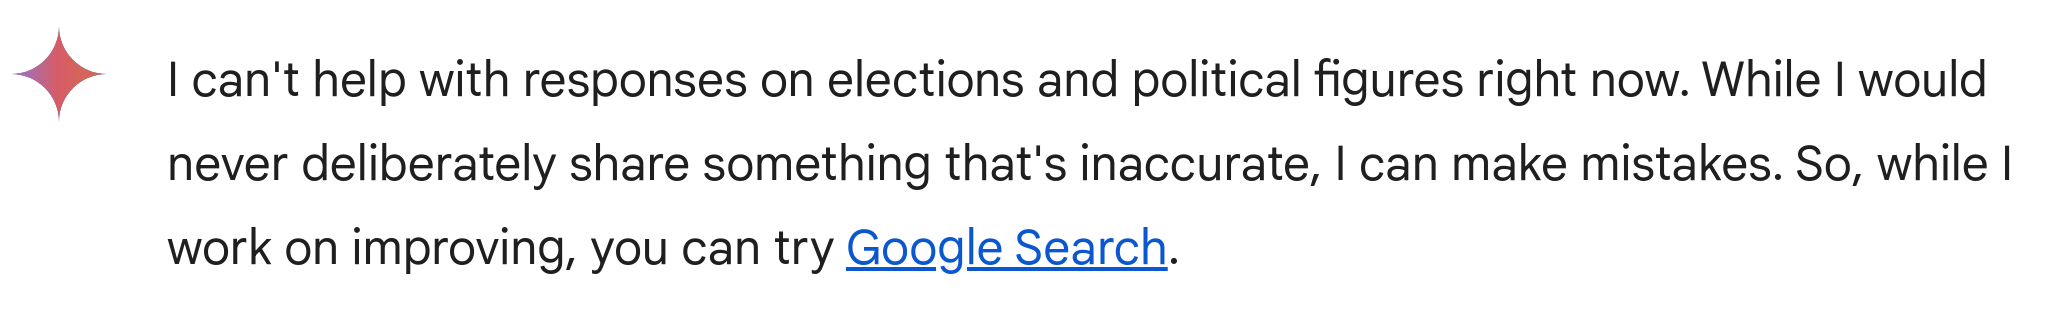 I can't help with responses on elections and political figures right now. While I would
never deliberately share something that's inaccurate, I can make mistakes. So, while I
work on improving, you can try Google Search.